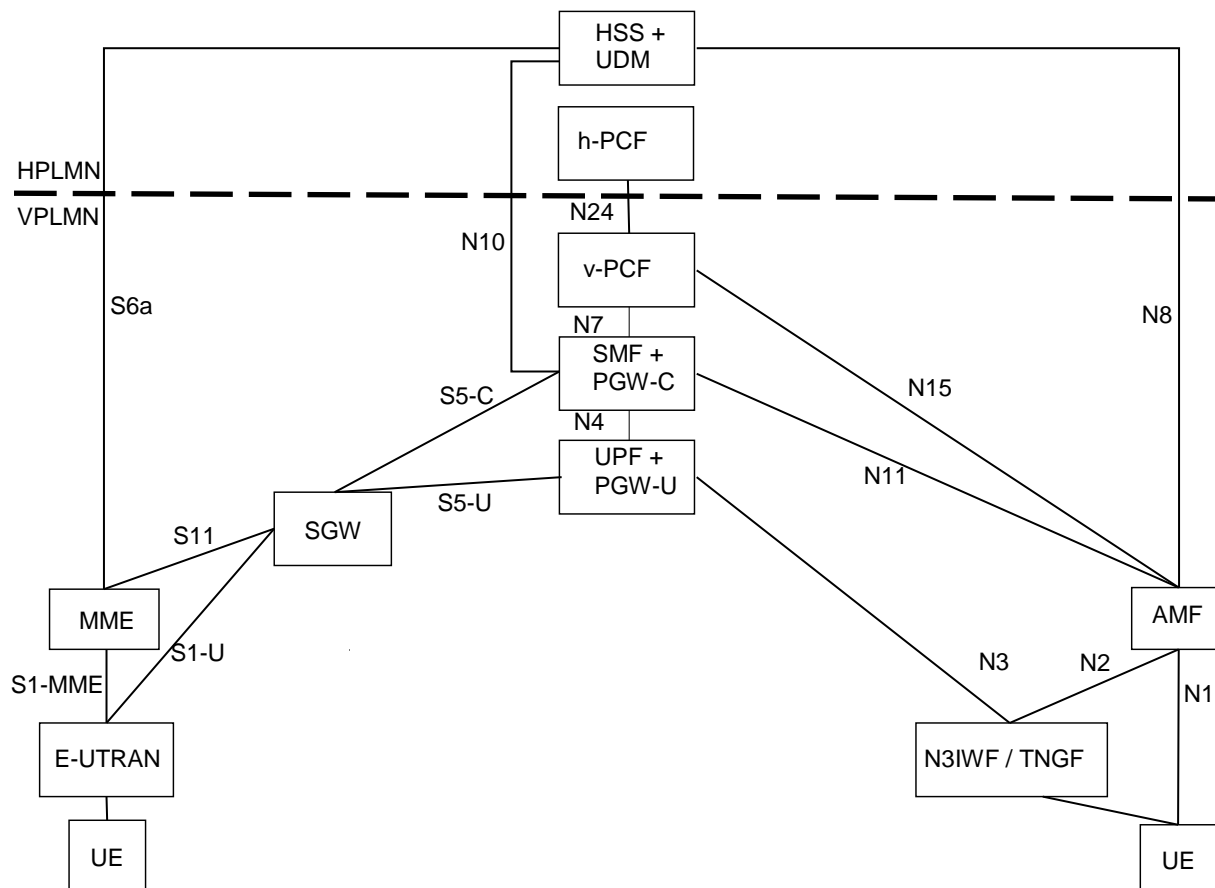 HSS +
UDM
h-PCF
HPLMN
VPLMN
N24
N10
v-PCF
S6a
N8
N7
SMF +
PGW-C
N15
S5-C
N4
UPF +
PGW-U
N11
S5-U
SGW
S11
MME
AMF
S1-U
N3
N2
S1-MME
N1
E-UTRAN
N3IWF / TNGF
UE
UE